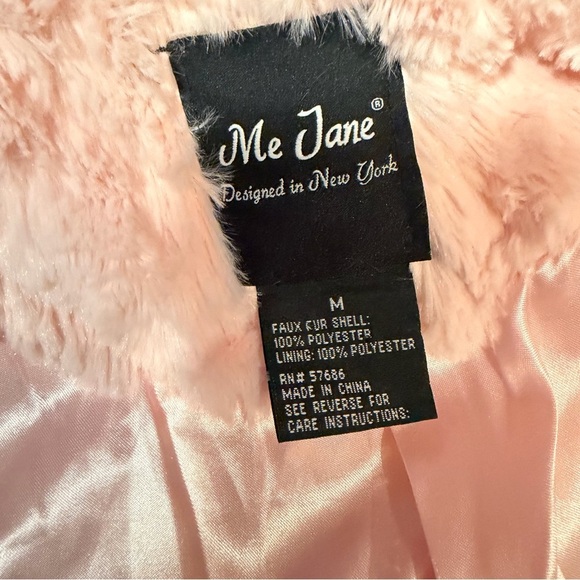 Me Jane®
Designed in New York
M
FAUX FUR SHELL:
100% POLYESTER
LINING: 100% POLYESTER
RN# 57686
MADE IN CHINA
SEE REVERSE FOR
CARE INSTRUCTIONS: